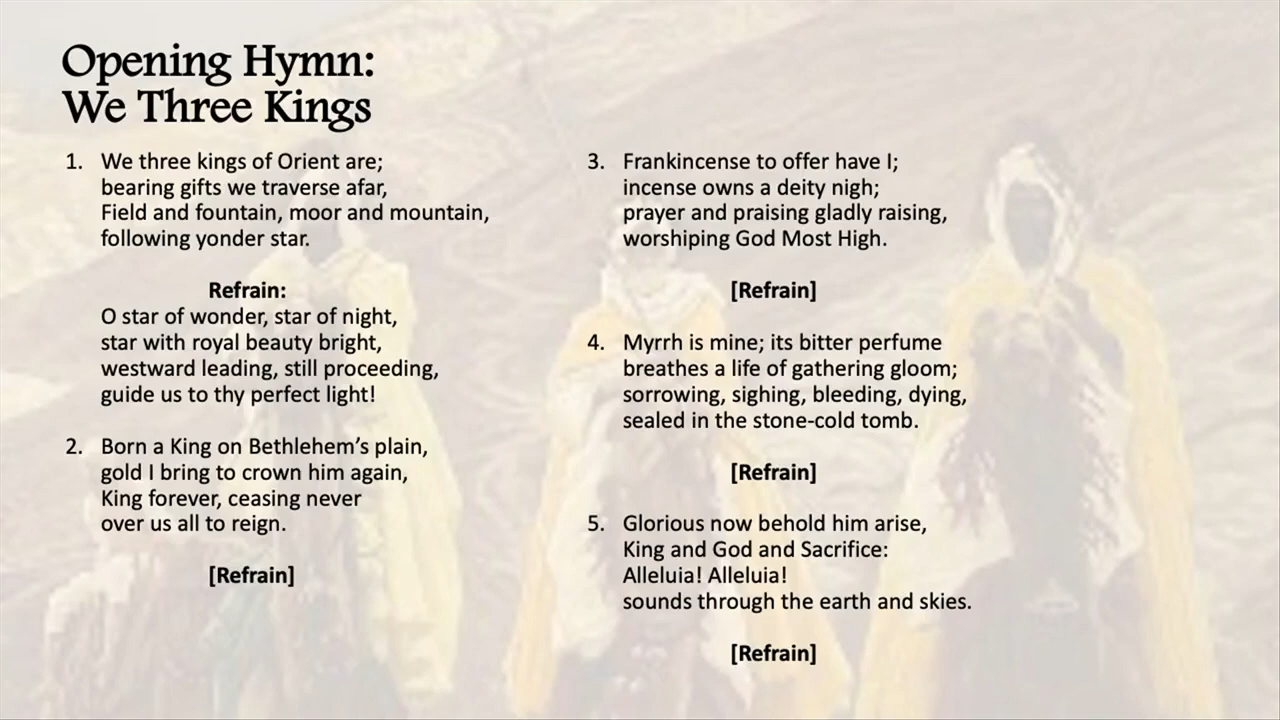 Opening Hymn:
We Three Kings
1. We three kings of Orient are;
bearing gifts we traverse afar,
Field and fountain, moor and mountain,
following yonder star.
Refrain:
O star of wonder, star of night,
star with royal beauty bright,
westward leading, still proceeding,
guide us to thy perfect light!
2. Born a King on Bethlehem’s plain,
gold I bring to crown him again,
King forever, ceasing never
over us all to reign.
[Refrain]
3. Frankincense to offer have I;
incense owns a deity nigh;
prayer and praising gladly raising,
worshiping God Most High.
[Refrain]
4. Myrrh is mine; its bitter perfume
breathes a life of gathering gloom;
sorrowing, sighing, bleeding, dying,
sealed in the stone-cold tomb.
[Refrain]
5. Glorious now behold him arise,
King and God and Sacrifice:
Alleluia! Alleluia!
sounds through the earth and skies.
[Refrain]